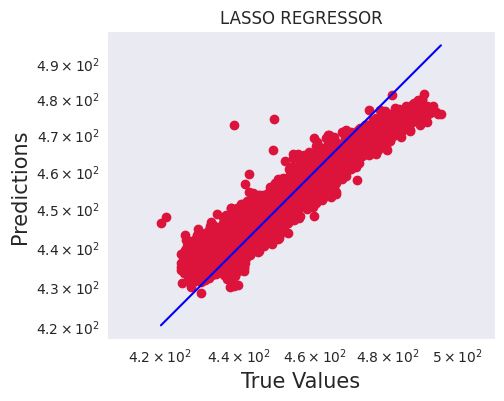 LASSO REGRESSOR
4.9 × 10²
4.8 × 10²
4.7 × 10²
4.6 × 10²
4.5 × 10²
4.4 × 10²
4.3 × 10²
4.2 × 10²
Predictions
4.2 × 10² 4.4 × 10² 4.6 × 10² 4.8 × 10² 5 × 10²
True Values